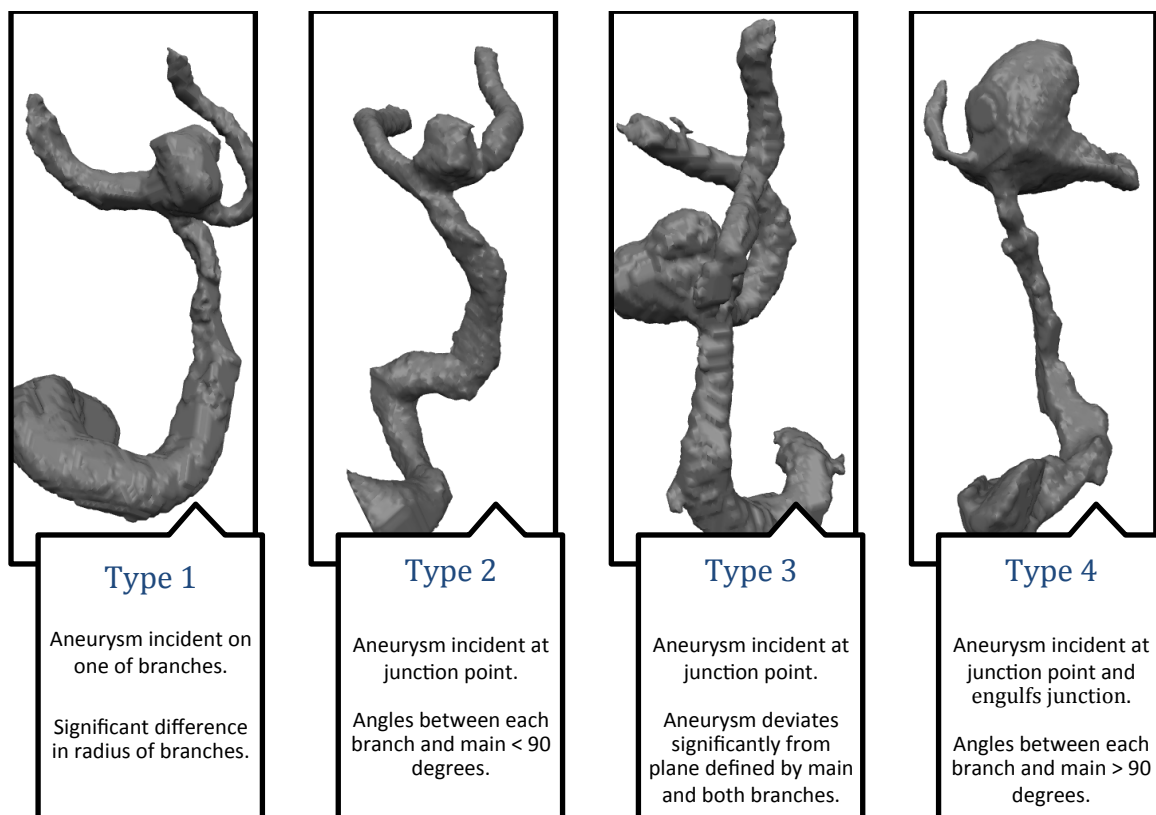 Type 1
Aneurysm incident on
one of branches.
Significant difference
in radius of branches.
Type 2
Aneurysm incident at
junction point.
Angles between each
branch and main < 90
degrees.
Type 3
Aneurysm incident at
junction point.
Aneurysm deviates
significantly from
plane defined by main
and both branches.
Type 4
Aneurysm incident at
junction point and
engulfs junction.
Angles between each
branch and main > 90
degrees.